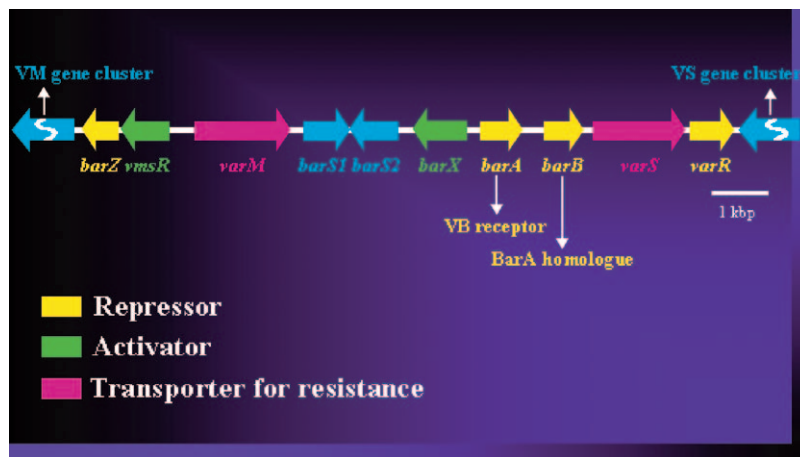 VM gene cluster
VS gene cluster
barZ vmsR varM barS1 barS2 barX barA barB varS varR
1 kbp
VB receptor
BarA homologue
Repressor
Activator
Transporter for resistance